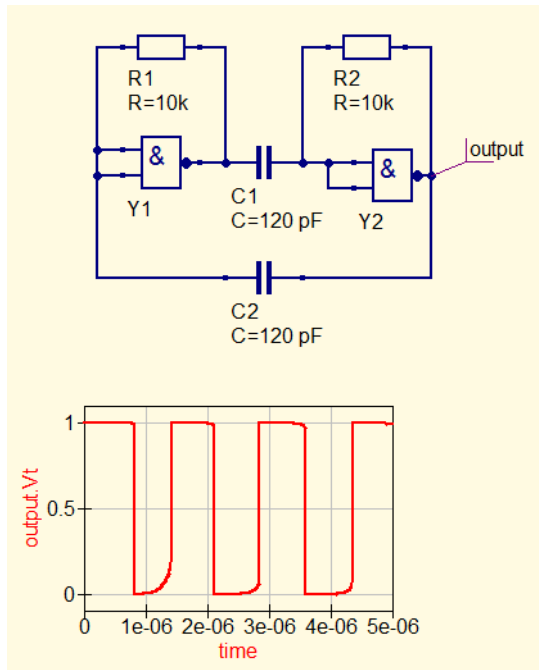 R1
R=10k
R2
R=10k
&
&
output
Y1
C1
C=120 pF
Y2
C2
C=120 pF
1
0.5
0
output.Vt
0
1e-06
2e-06
3e-06
4e-06
5e-06
time